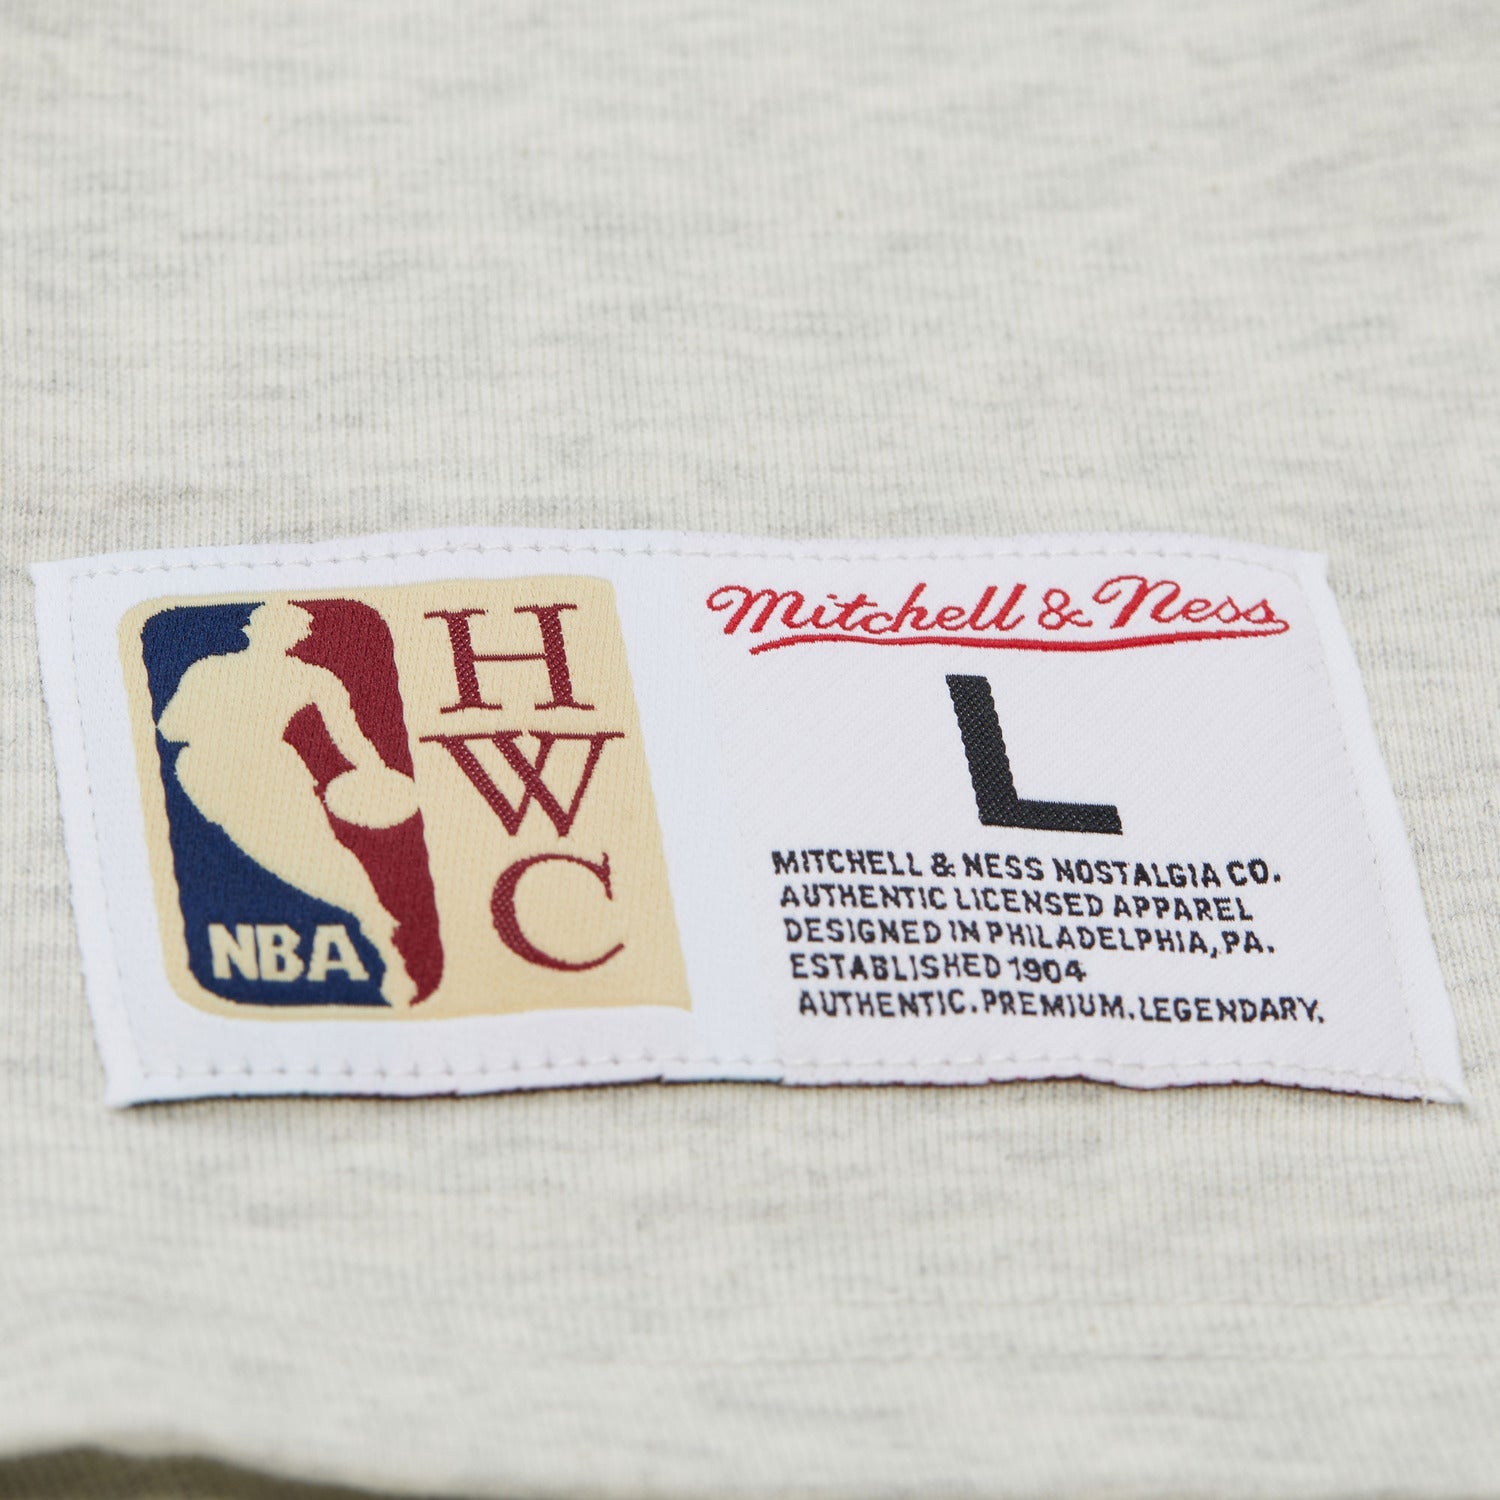 NBA
H
W
C
Mitchell & Ness
L
MITCHELL & NESS NOSTALGIA CO.
AUTHENTIC LICENSED APPAREL
DESIGNED IN PHILADELPHIA, PA.
ESTABLISHED 1904
AUTHENTIC. PREMIUM. LEGENDARY.